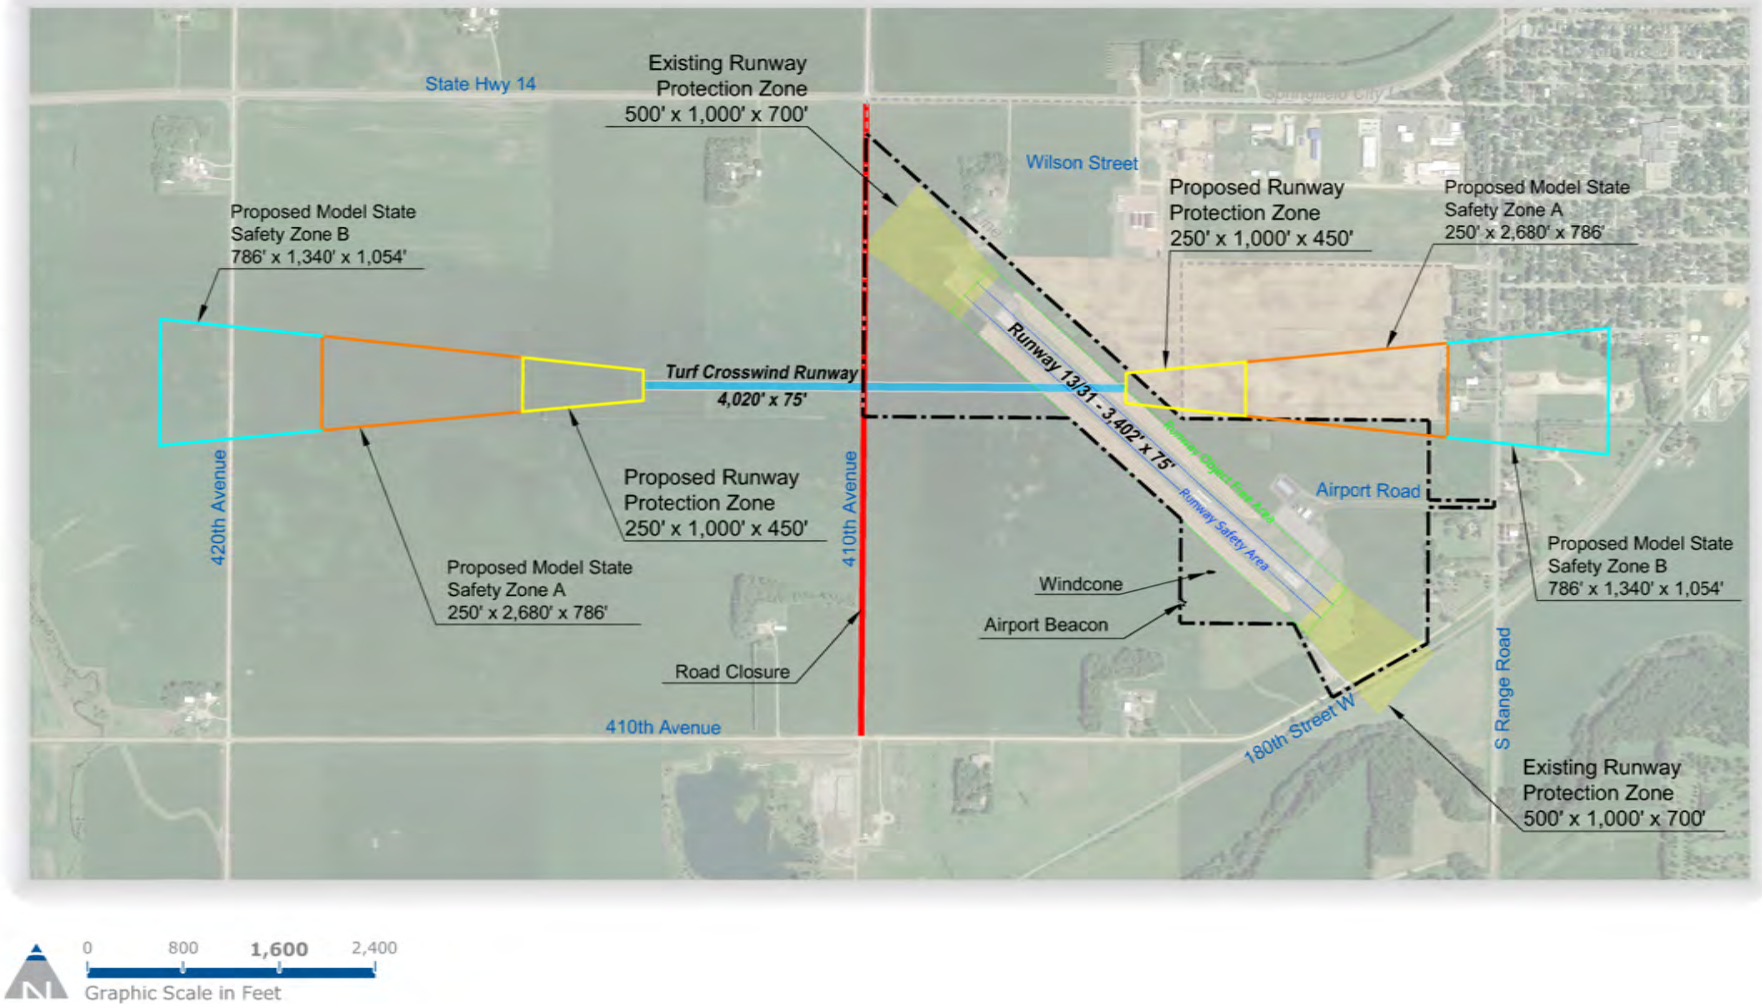 State Hwy 14
Existing Runway
Protection Zone
500' x 1,000' x 700'
Springfield City L
Wilson Street
Proposed Runway
Protection Zone
250' x 1,000' x 450'
Proposed Model State
Safety Zone A
250' x 2,680' x 786'
Proposed Model State
Safety Zone B
786' x 1,340' x 1,054'
Turf Crosswind Runway
4,020' x 75'
Runway 13/31 - 3,402' x 75'
Runway Object Free Area
Runway Safety Area
420th Avenue
410th Avenue
Proposed Runway
Protection Zone
250' x 1,000' x 450'
Proposed Model State
Safety Zone A
250' x 2,680' x 786'
Airport Road
Windcone
Airport Beacon
Proposed Model State
Safety Zone B
786' x 1,340' x 1,054'
Road Closure
410th Avenue
180th Street W
S Range Road
Existing Runway
Protection Zone
500' x 1,000' x 700'
N
0 800 1,600 2,400
Graphic Scale in Feet